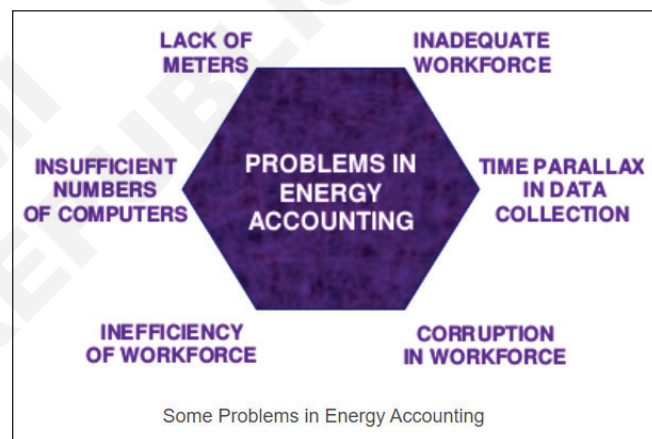 LACK OF
METERS
INADEQUATE
WORKFORCE
INSUFFICIENT
NUMBERS
OF COMPUTERS
PROBLEMS IN
ENERGY
ACCOUNTING
TIME PARALLAX
IN DATA
COLLECTION
INEFFICIENCY
OF WORKFORCE
CORRUPTION
IN WORKFORCE
Some Problems in Energy Accounting